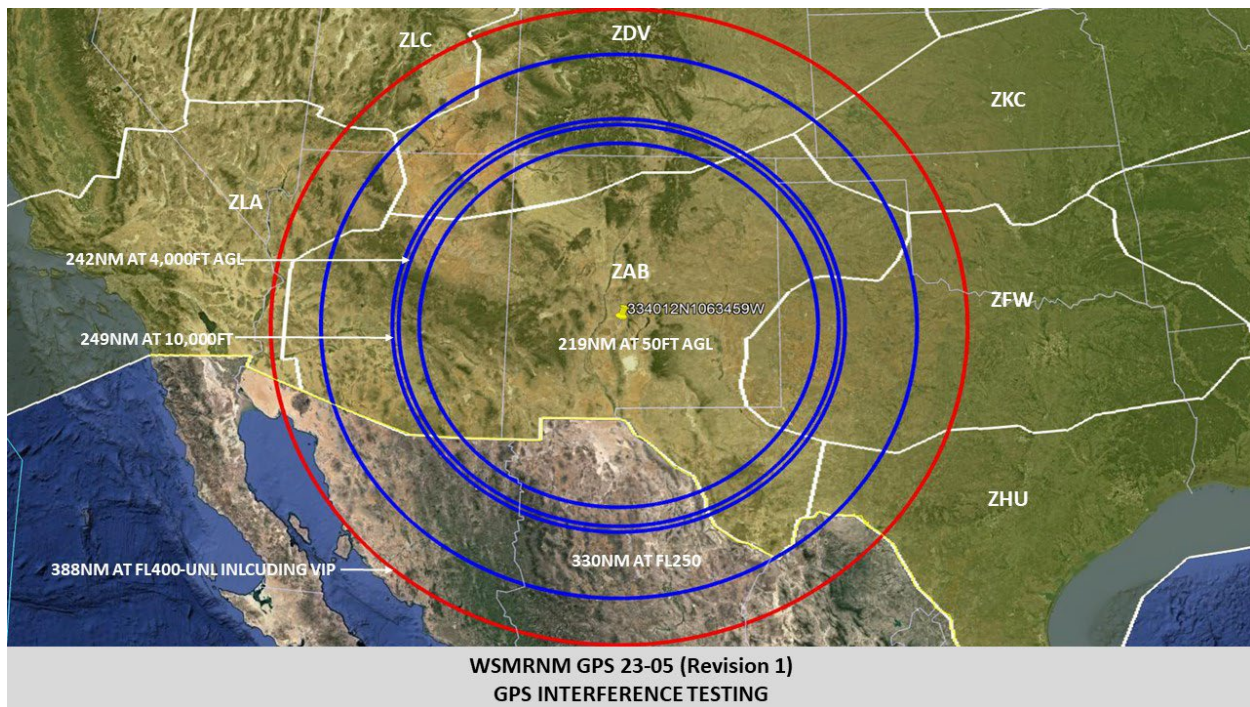 ZLC
ZDV
ZKC
ZLA
242NM AT 4,000FT AGL
ZAB
334012N1063459W
ZFW
249NM AT 10,000FT
219NM AT 50FT AGL
ZHU
388NM AT FL400-UNL INLCUDING VIP
330NM AT FL250
WSMRNM GPS 23-05 (Revision 1)
GPS INTERFERENCE TESTING